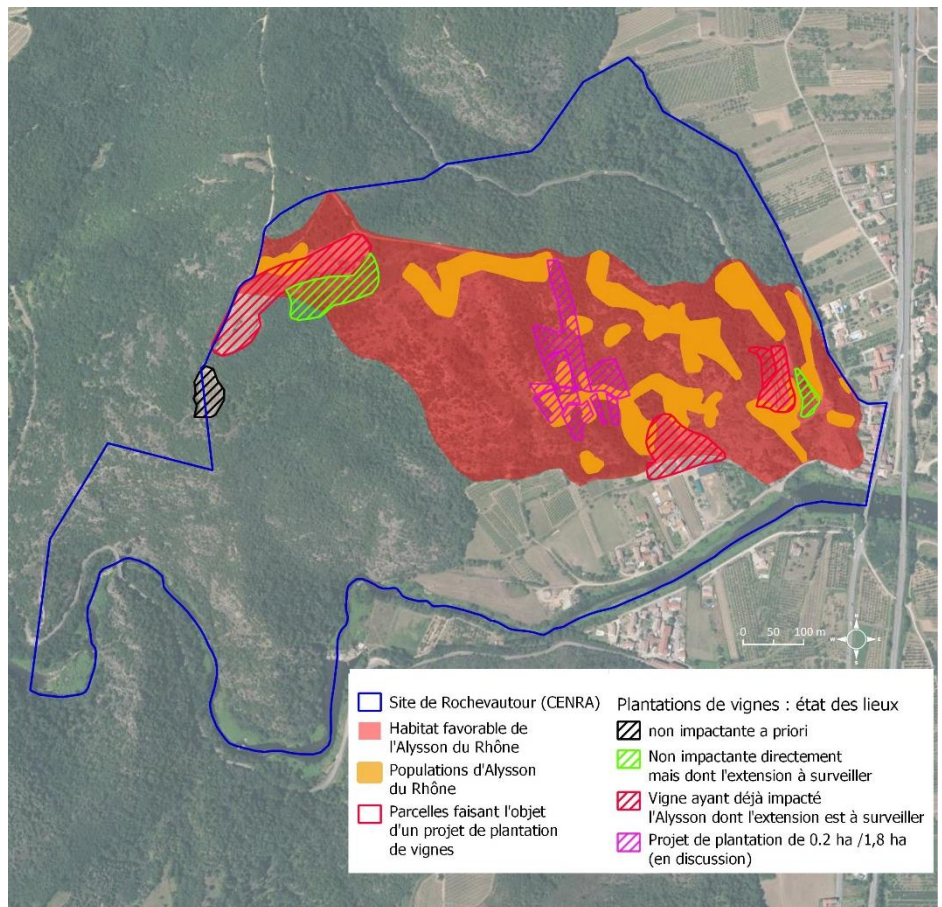 N
W E
S
0 50 100 m
Site de Rochevautour (CENRA)
Habitat favorable de
l'Alysson du Rhône
Populations d'Alysson
du Rhône
Parcelles faisant l'objet
d'un projet de plantation
de vignes
Plantations de vignes : état des lieux
non impactante a priori
Non impactante directement
mais dont l'extension à surveiller
Vigne ayant déjà impacté
l'Alysson dont l'extension est à surveiller
Projet de plantation de 0.2 ha /1,8 ha
(en discussion)